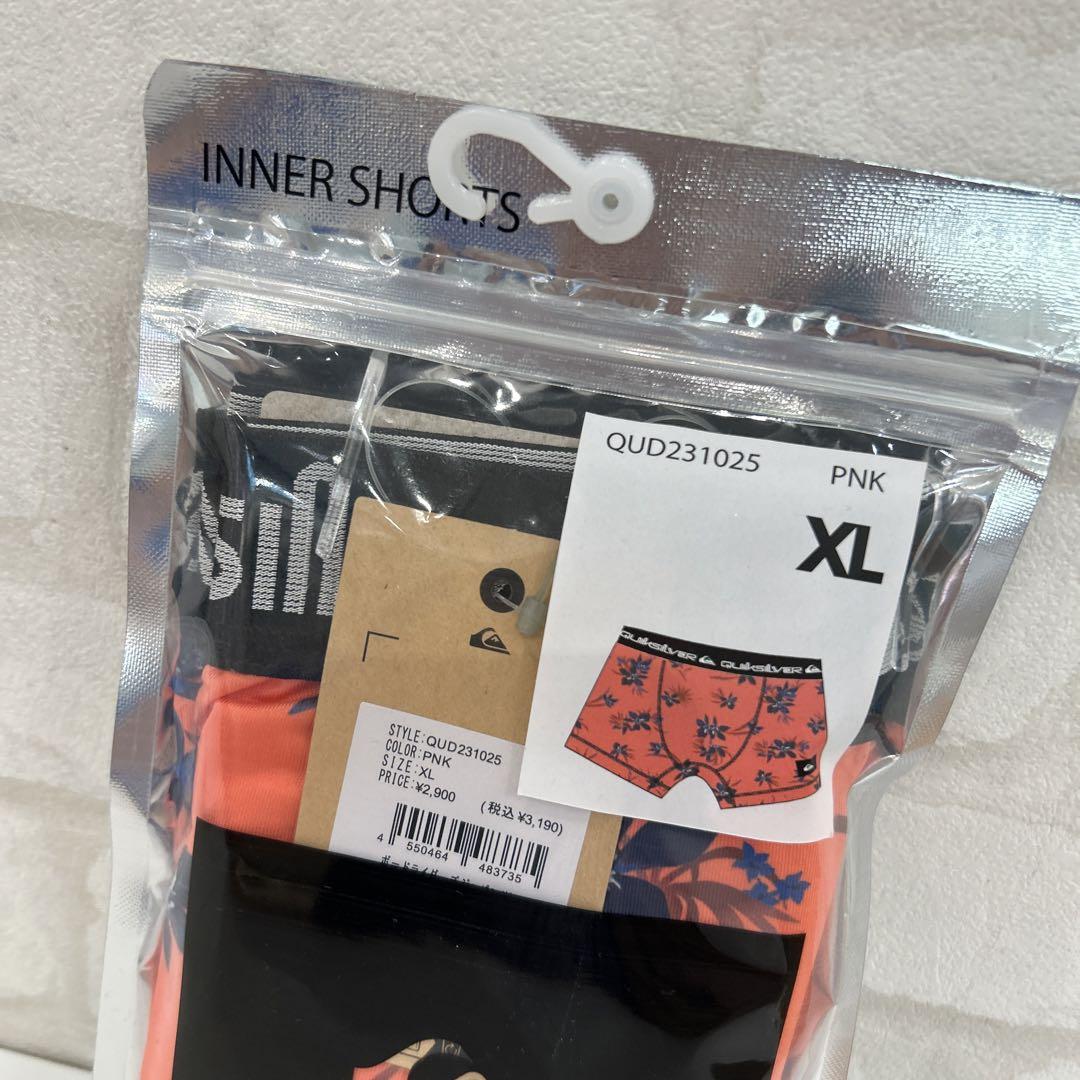 INNER SHORTS
QUD231025
PNK
XL
QUIKSILVER QUIKSILVER
STYLE:QUD231025
COLOR:PNK
SIZE:XL
PRICE:¥2,900 (税込 ¥3,190)
4 550464 483735